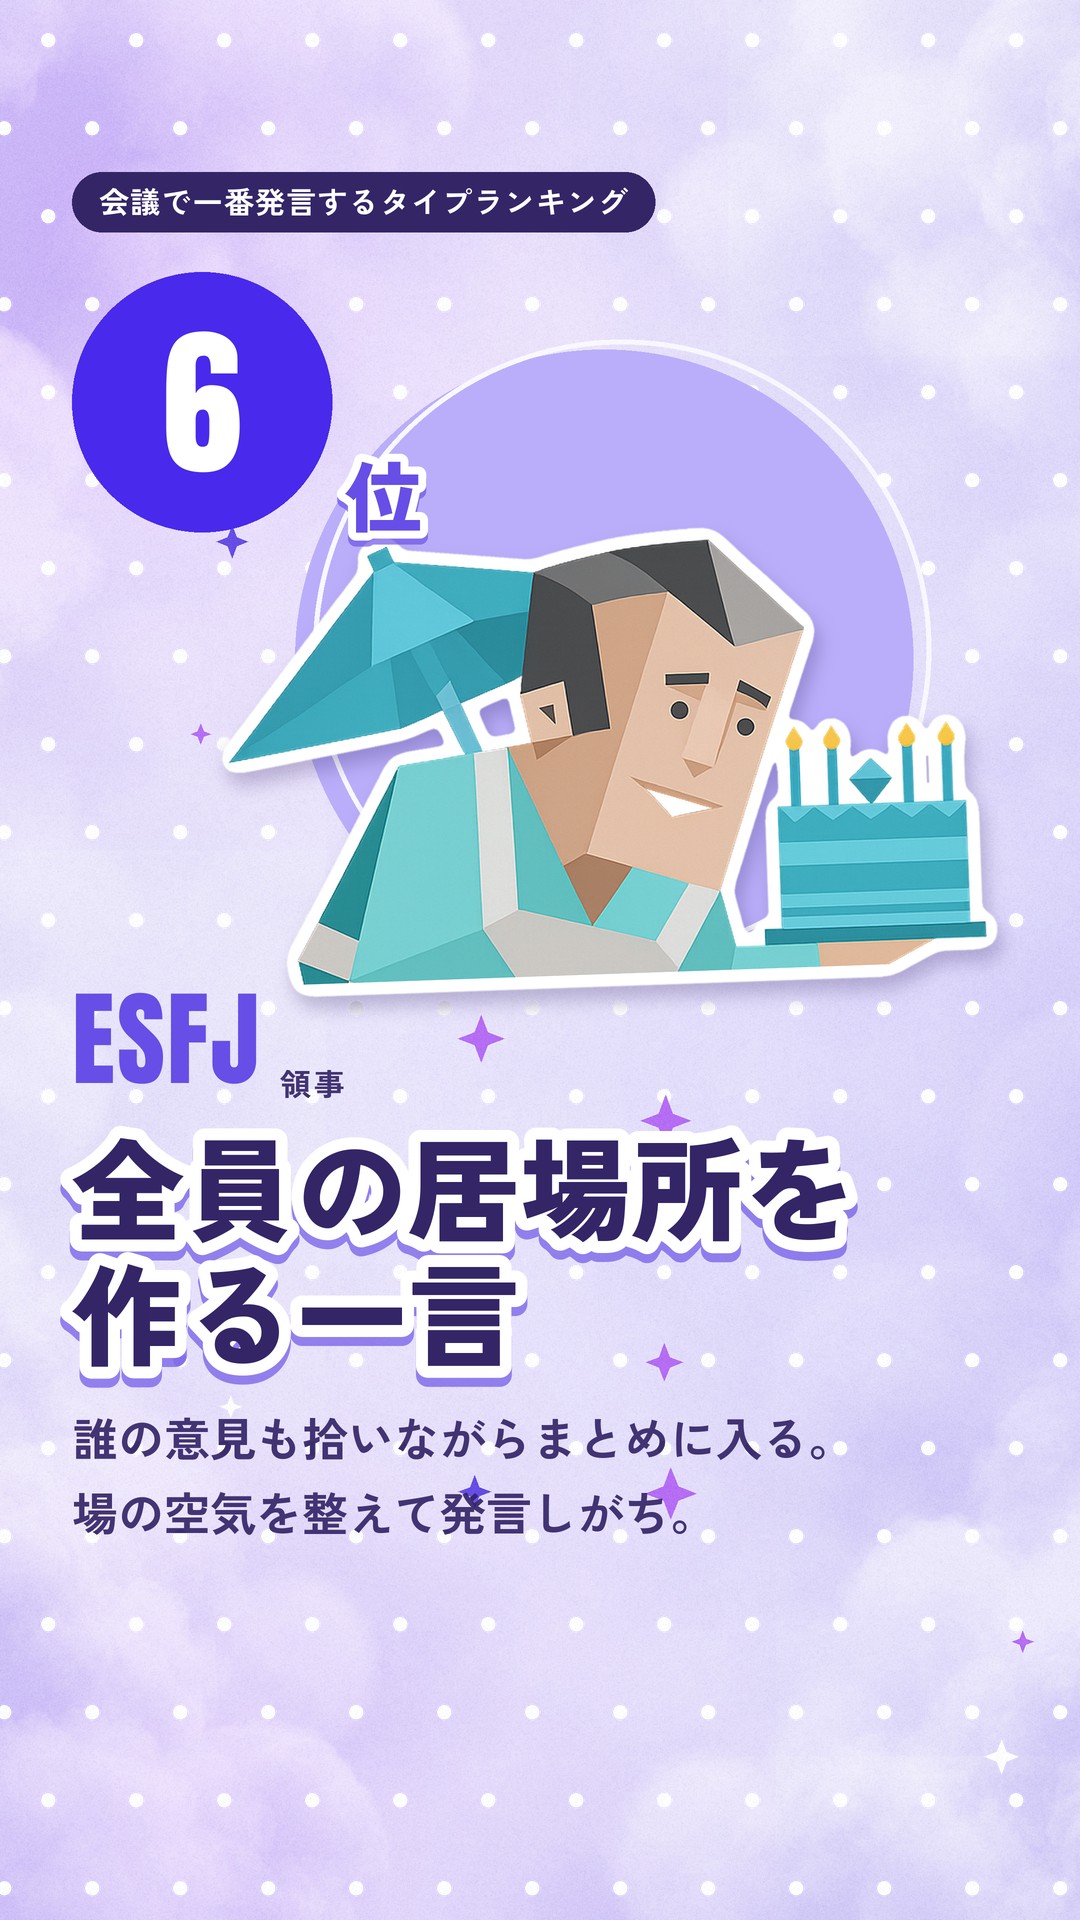 会議で一番発言するタイプランキング
6
位
ESFJ 領事
全員の居場所を
作る一言
誰の意見も拾いながらまとめに入る。
場の空気を整えて発言しがち。